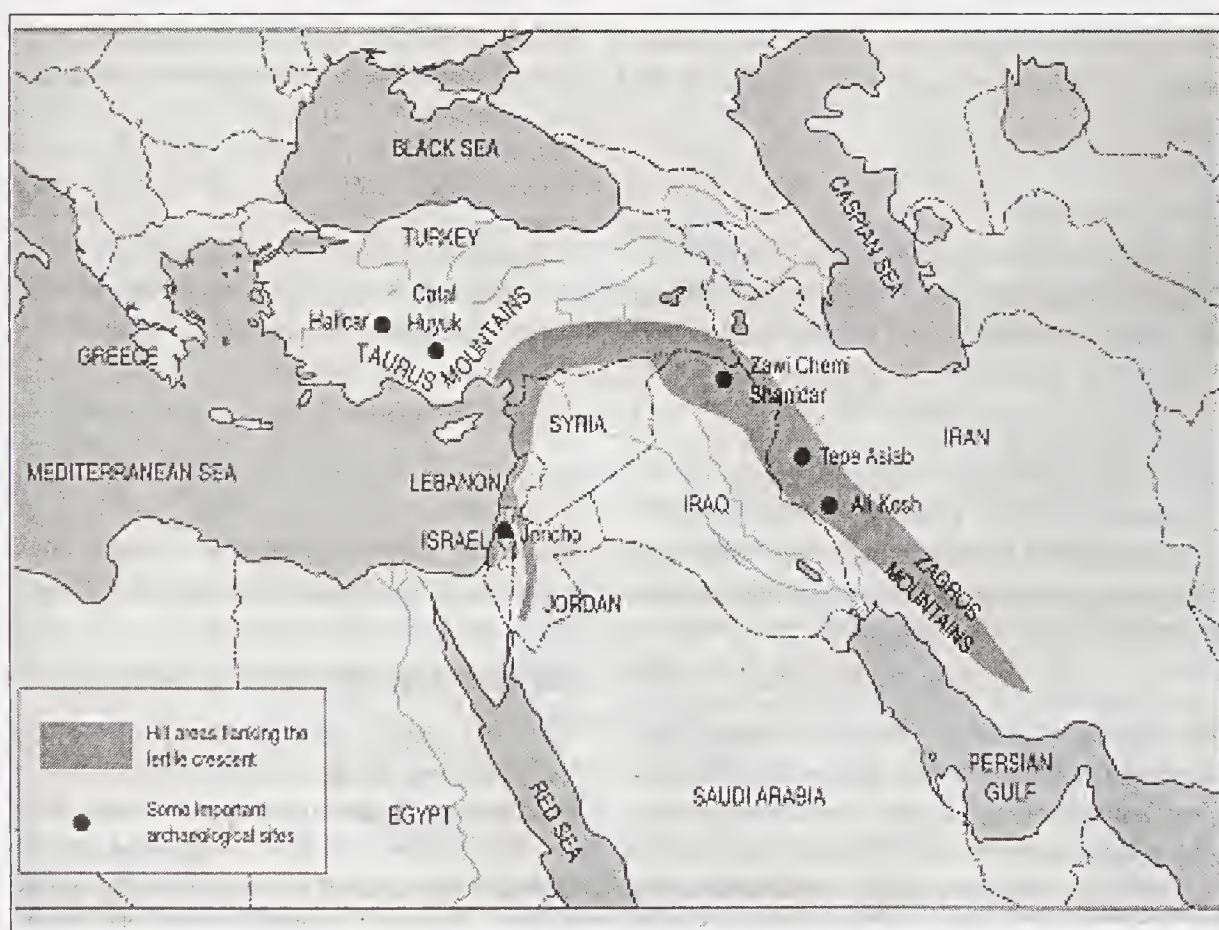 BLACK SEA
CASPIAN SEA
TURKEY
Catal
Huyuk
Hacilar
TAURUS
MOUNTAINS
GREECE
Zawi Chemi
Shanidar
SYRIA
IRAN
Tepe Asiab
MEDITERRANEAN SEA
LEBANON
IRAQ
Ali Kosh
ISRAEL
Jericho
ZAGROS
MOUNTAINS
JORDAN
Hill areas flanking the
fertile crescent
Some important
archaeological sites
EGYPT
RED SEA
SAUDI ARABIA
PERSIAN
GULF